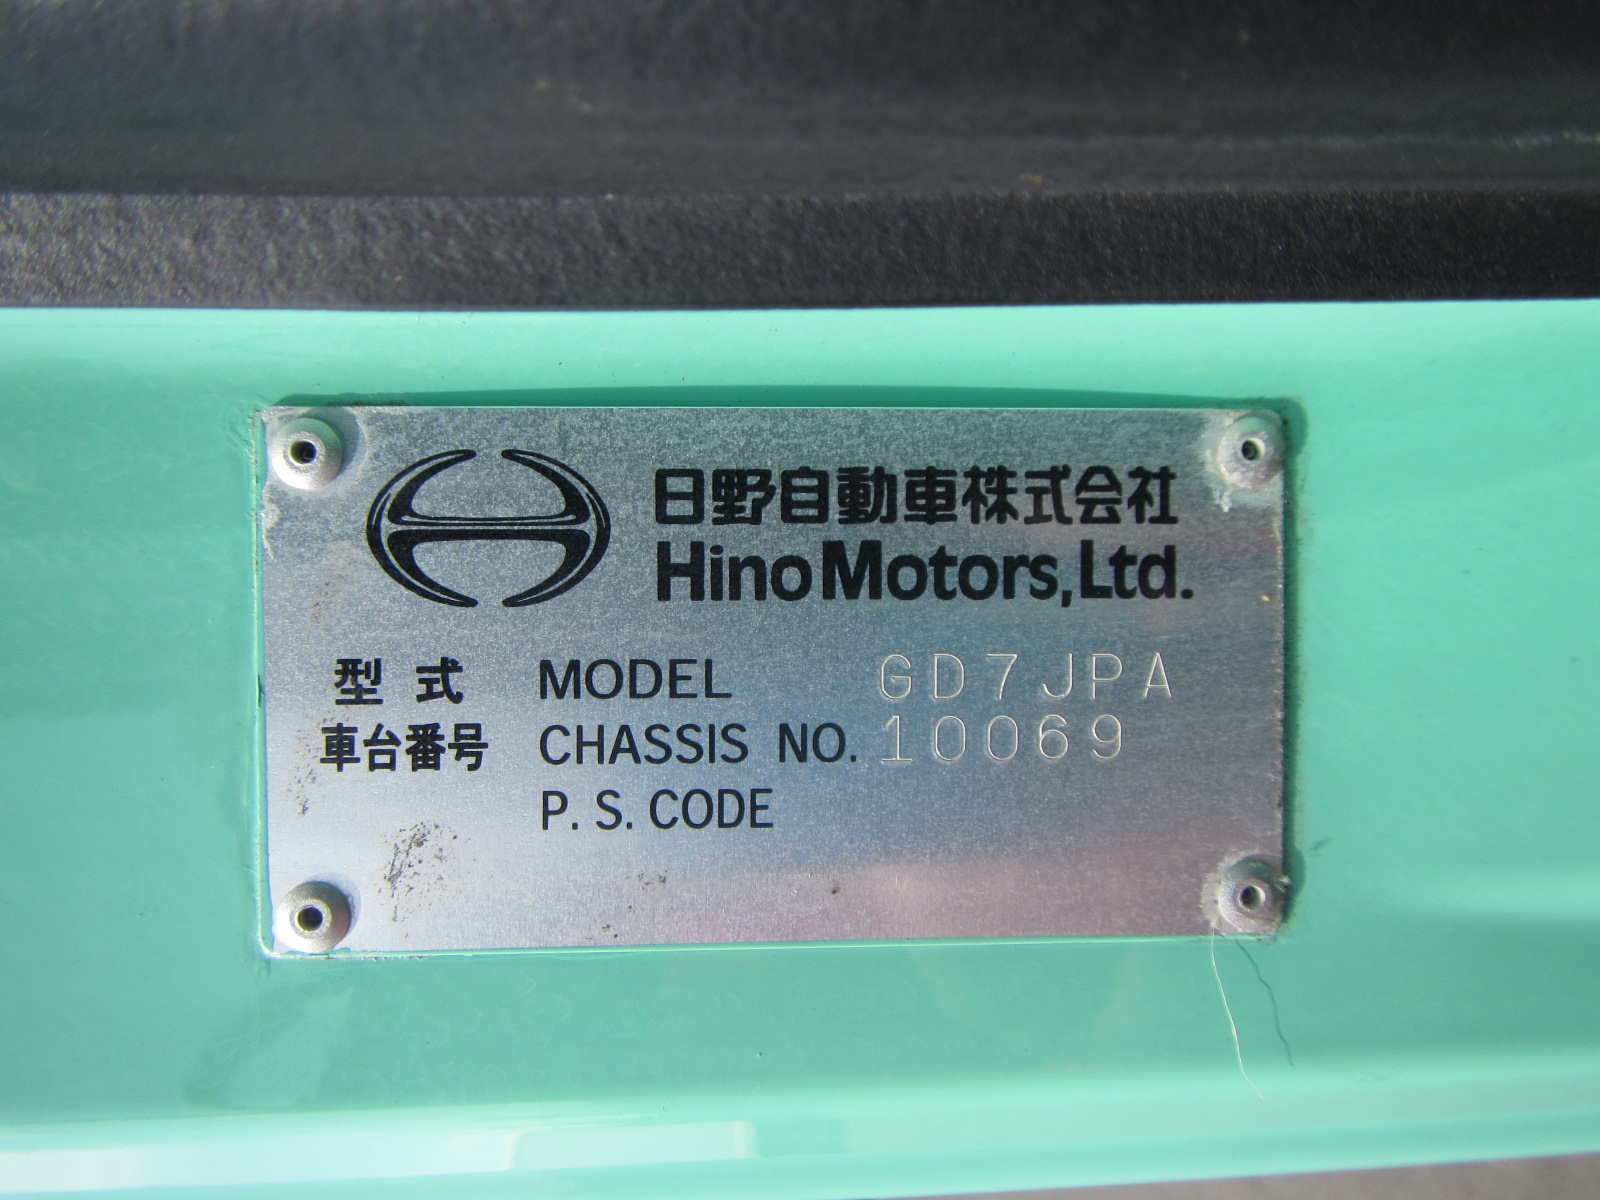 日野自動車株式会社
Hino Motors, Ltd.
型式 MODEL GD7JPA
車台番号 CHASSIS NO. 10069
P. S. CODE